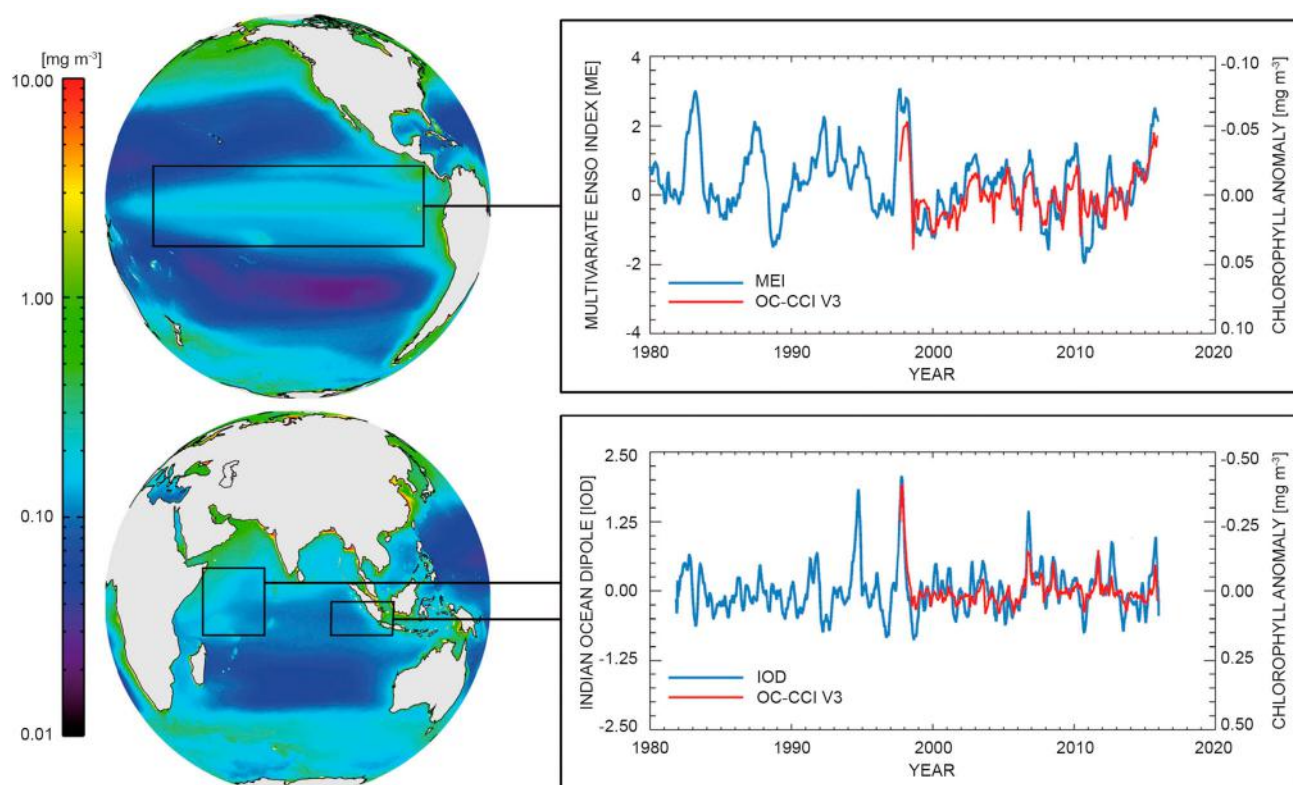 [mg m⁻³]
10.00
1.00
0.10
0.01
MULTIVARIATE ENSO INDEX [ME]
4
2
0
-2
-4
-0.10
-0.05
0.00
0.05
0.10
CHLOROPHYLL ANOMALY [mg m⁻³]
MEI
OC-CCI V3
1980 1990 2000 2010 2020
YEAR
INDIAN OCEAN DIPOLE [IOD]
2.50
1.25
0.00
-1.25
-2.50
-0.50
-0.25
0.00
0.25
0.50
CHLOROPHYLL ANOMALY [mg m⁻³]
IOD
OC-CCI V3
1980 1990 2000 2010 2020
YEAR